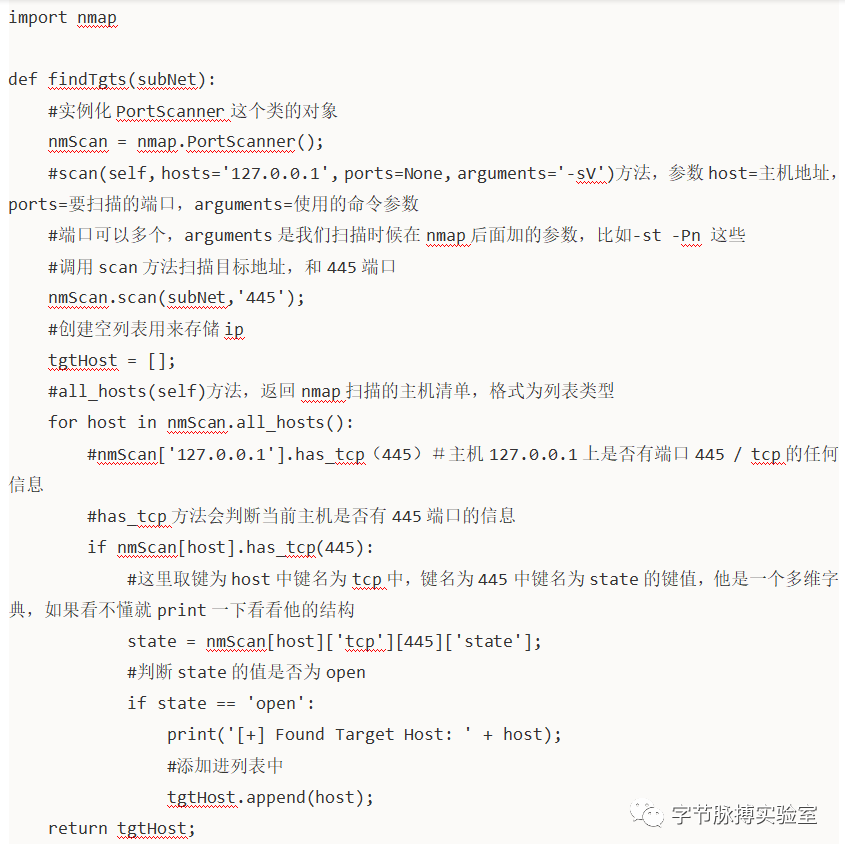 import nmap
def findTgts(subNet):
#实例化 PortScanner 这个类的对象
nmScan = nmap.PortScanner();
#scan(self, hosts='127.0.0.1', ports=None, arguments='-sV')方法，参数 host=主机地址，
ports=要扫描的端口，arguments=使用的命令参数
#端口可以多个，arguments 是我们扫描时候在 nmap 后面加的参数，比如-st -Pn 这些
#调用 scan 方法扫描目标地址，和 445 端口
nmScan.scan(subNet,'445');
#创建空列表用来存储 ip
tgtHost = [];
#all_hosts(self)方法，返回 nmap 扫描的主机清单，格式为列表类型
for host in nmScan.all_hosts():
#nmScan['127.0.0.1'].has_tcp（445）＃主机 127.0.0.1 上是否有端口 445 / tcp 的任何
信息
#has_tcp 方法会判断当前主机是否有 445 端口的信息
if nmScan[host].has_tcp(445):
#这里取键为 host 中键名为 tcp 中，键名为 445 中键名为 state 的键值，他是一个多维字
典，如果看不懂就 print 一下看看他的结构
state = nmScan[host]['tcp'][445]['state'];
#判断 state 的值是否为 open
if state == 'open':
print('[+] Found Target Host: ' + host);
#添加进列表中
tgtHost.append(host);
return tgtHost;
字节脉搏实验室